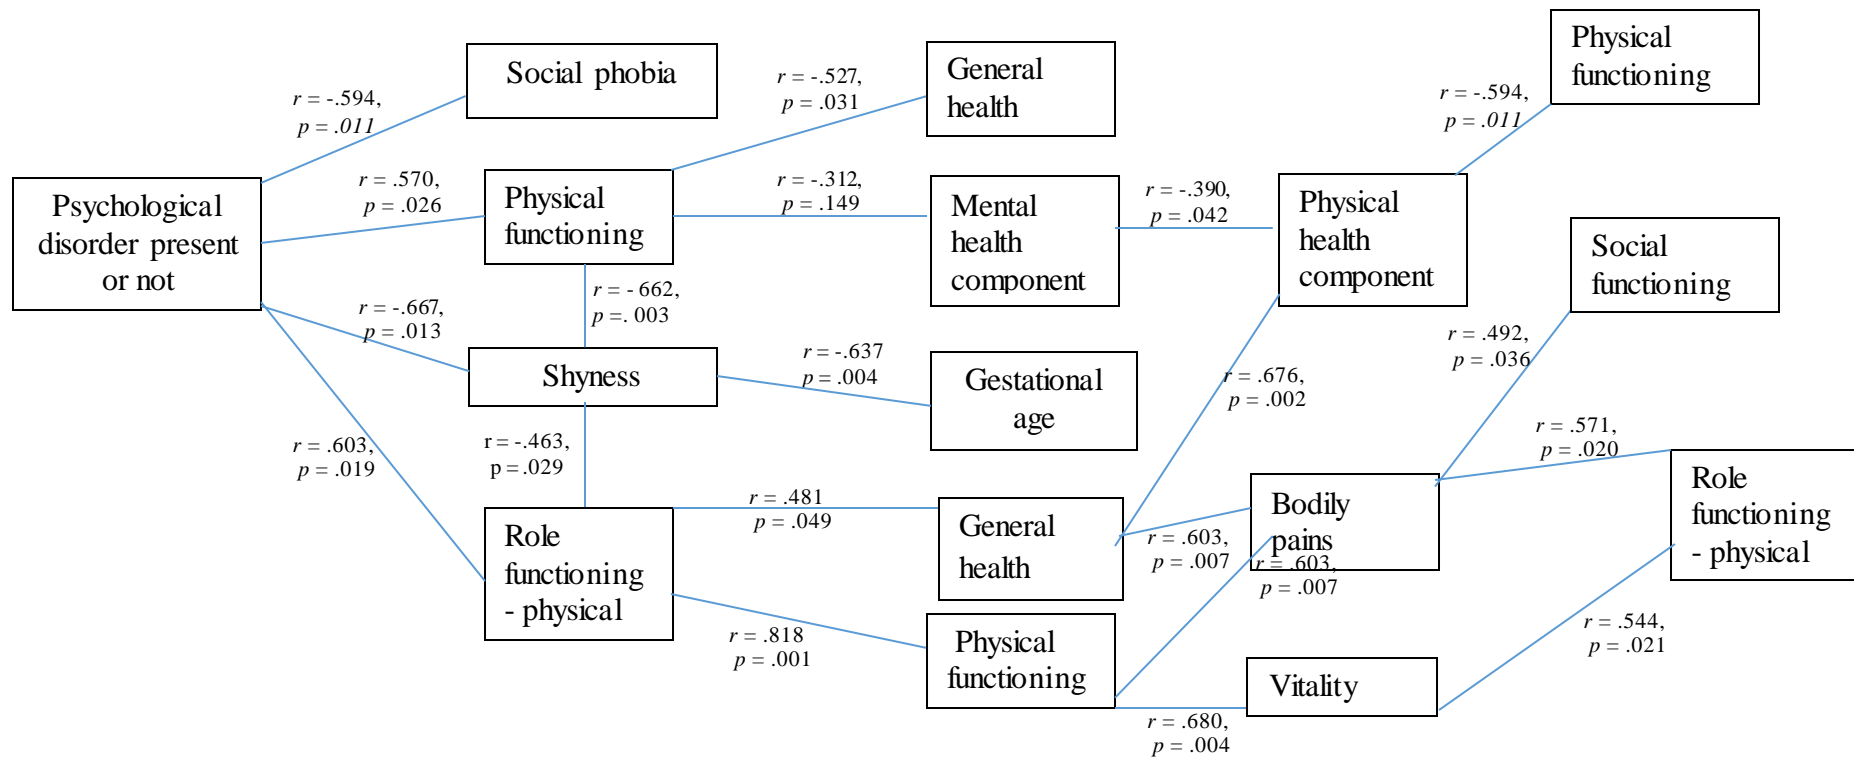 Social phobia
r = -.594,
p = .011
Psychological
disorder present
or not
r = .570,
p = .026
Physical
functioning
r = -.527,
p = .031
General
health
r = -.312,
p = .149
Mental
health
component
r = -.390,
p = .042
Physical
health
component
r = -.594,
p = .011
Physical
functioning
Social
functioning
r = - 662,
p =. 003
r = -.667,
p = .013
Shyness
r = -.637
p = .004
Gestational
age
r = .676,
p = .002
r = .492,
p = .036
r = .603,
p = .019
r = -.463,
p = .029
Role
functioning
- physical
r = .481
p = .049
General
health
r = .603,
p = .007
Bodily
pains
r = .603,
p = .007
r = .571,
p = .020
Role
functioning
- physical
r = .818
p = .001
Physical
functioning
r = .680,
p = .004
Vitality
r = .544,
p = .021